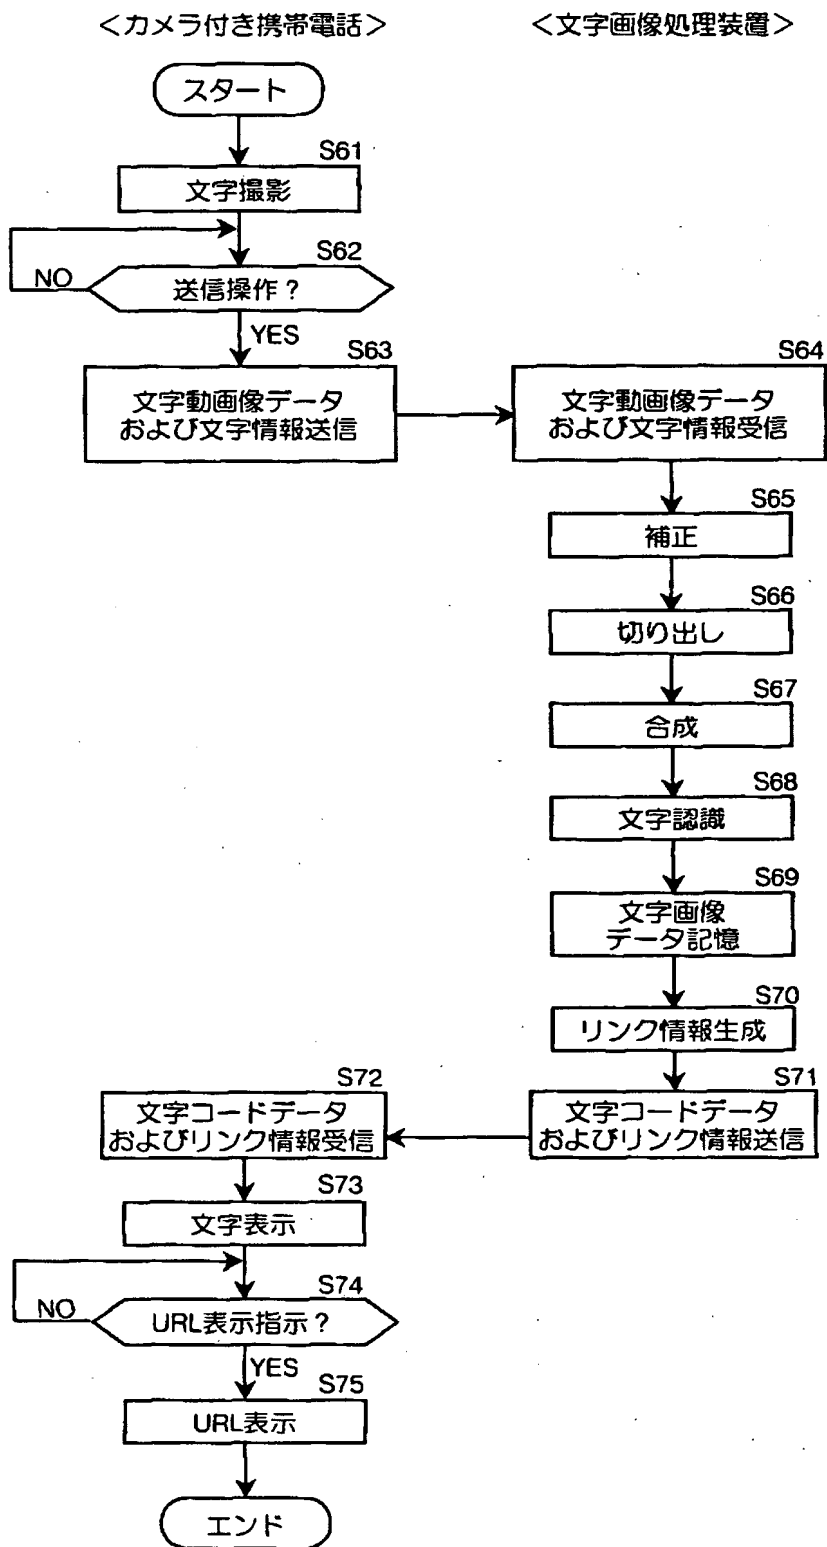 ＜カメラ付き携帯電話＞
＜文字画像処理装置＞
スタート
S61
文字撮影
S62
送信操作？
NO
YES
S63
文字動画像データ
および文字情報送信
S64
文字動画像データ
および文字情報受信
S65
補正
S66
切り出し
S67
合成
S68
文字認識
S69
文字画像
データ記憶
S70
リンク情報生成
S71
文字コードデータ
およびリンク情報送信
S72
文字コードデータ
およびリンク情報受信
S73
文字表示
S74
URL表示指示？
NO
YES
S75
URL表示
エンド